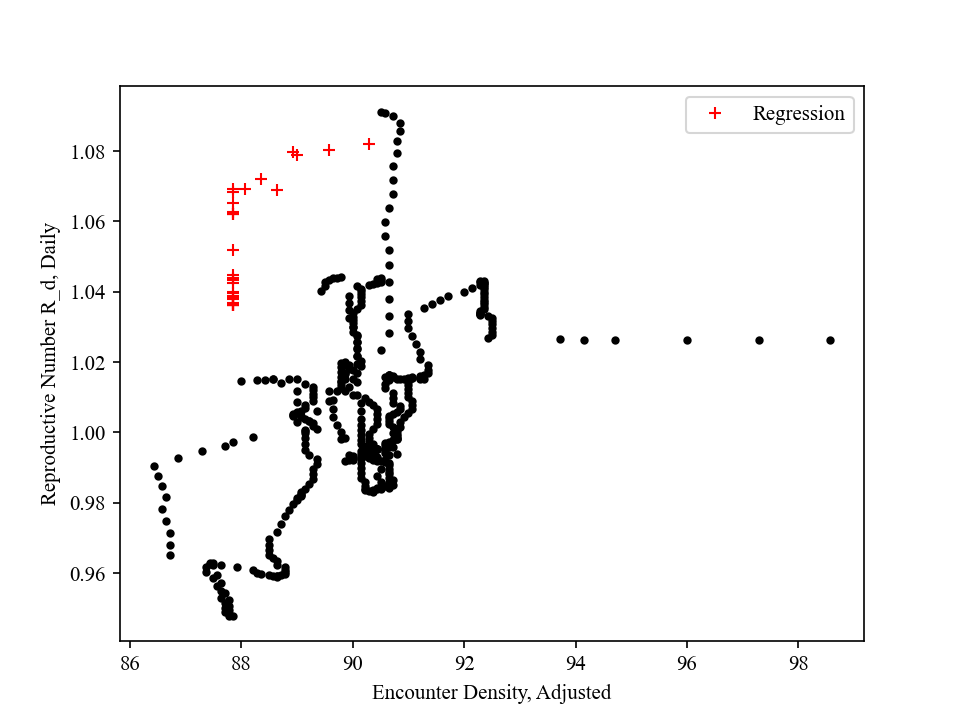 Regression
1.08
1.06
1.04
1.02
1.00
0.98
0.96
Reproductive Number R_d, Daily
86 88 90 92 94 96 98
Encounter Density, Adjusted